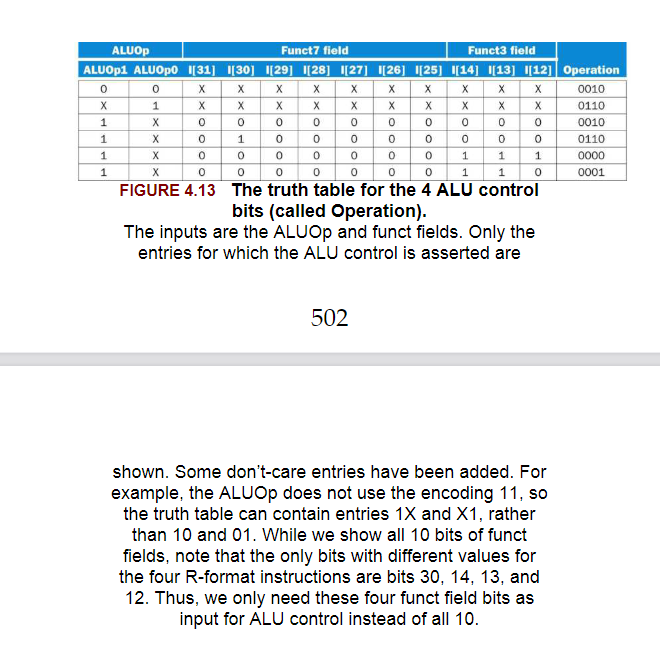 ALUOp Funct7 field Funct3 field
ALUOp1 ALUOp0 I[31] I[30] I[29] I[28] I[27] I[26] I[25] I[14] I[13] I[12] Operation
0 0 X X X X X X X X X X 0010
X 1 X X X X X X X X X X 0110
1 X 0 0 0 0 0 0 0 0 0 0 0010
1 X 0 1 0 0 0 0 0 0 0 0 0110
1 X 0 0 0 0 0 0 0 1 1 1 0000
1 X 0 0 0 0 0 0 0 1 1 0 0001
FIGURE 4.13 The truth table for the 4 ALU control
bits (called Operation).
The inputs are the ALUOp and funct fields. Only the
entries for which the ALU control is asserted are
502
shown. Some don’t-care entries have been added. For
example, the ALUOp does not use the encoding 11, so
the truth table can contain entries 1X and X1, rather
than 10 and 01. While we show all 10 bits of funct
fields, note that the only bits with different values for
the four R-format instructions are bits 30, 14, 13, and
12. Thus, we only need these four funct field bits as
input for ALU control instead of all 10.